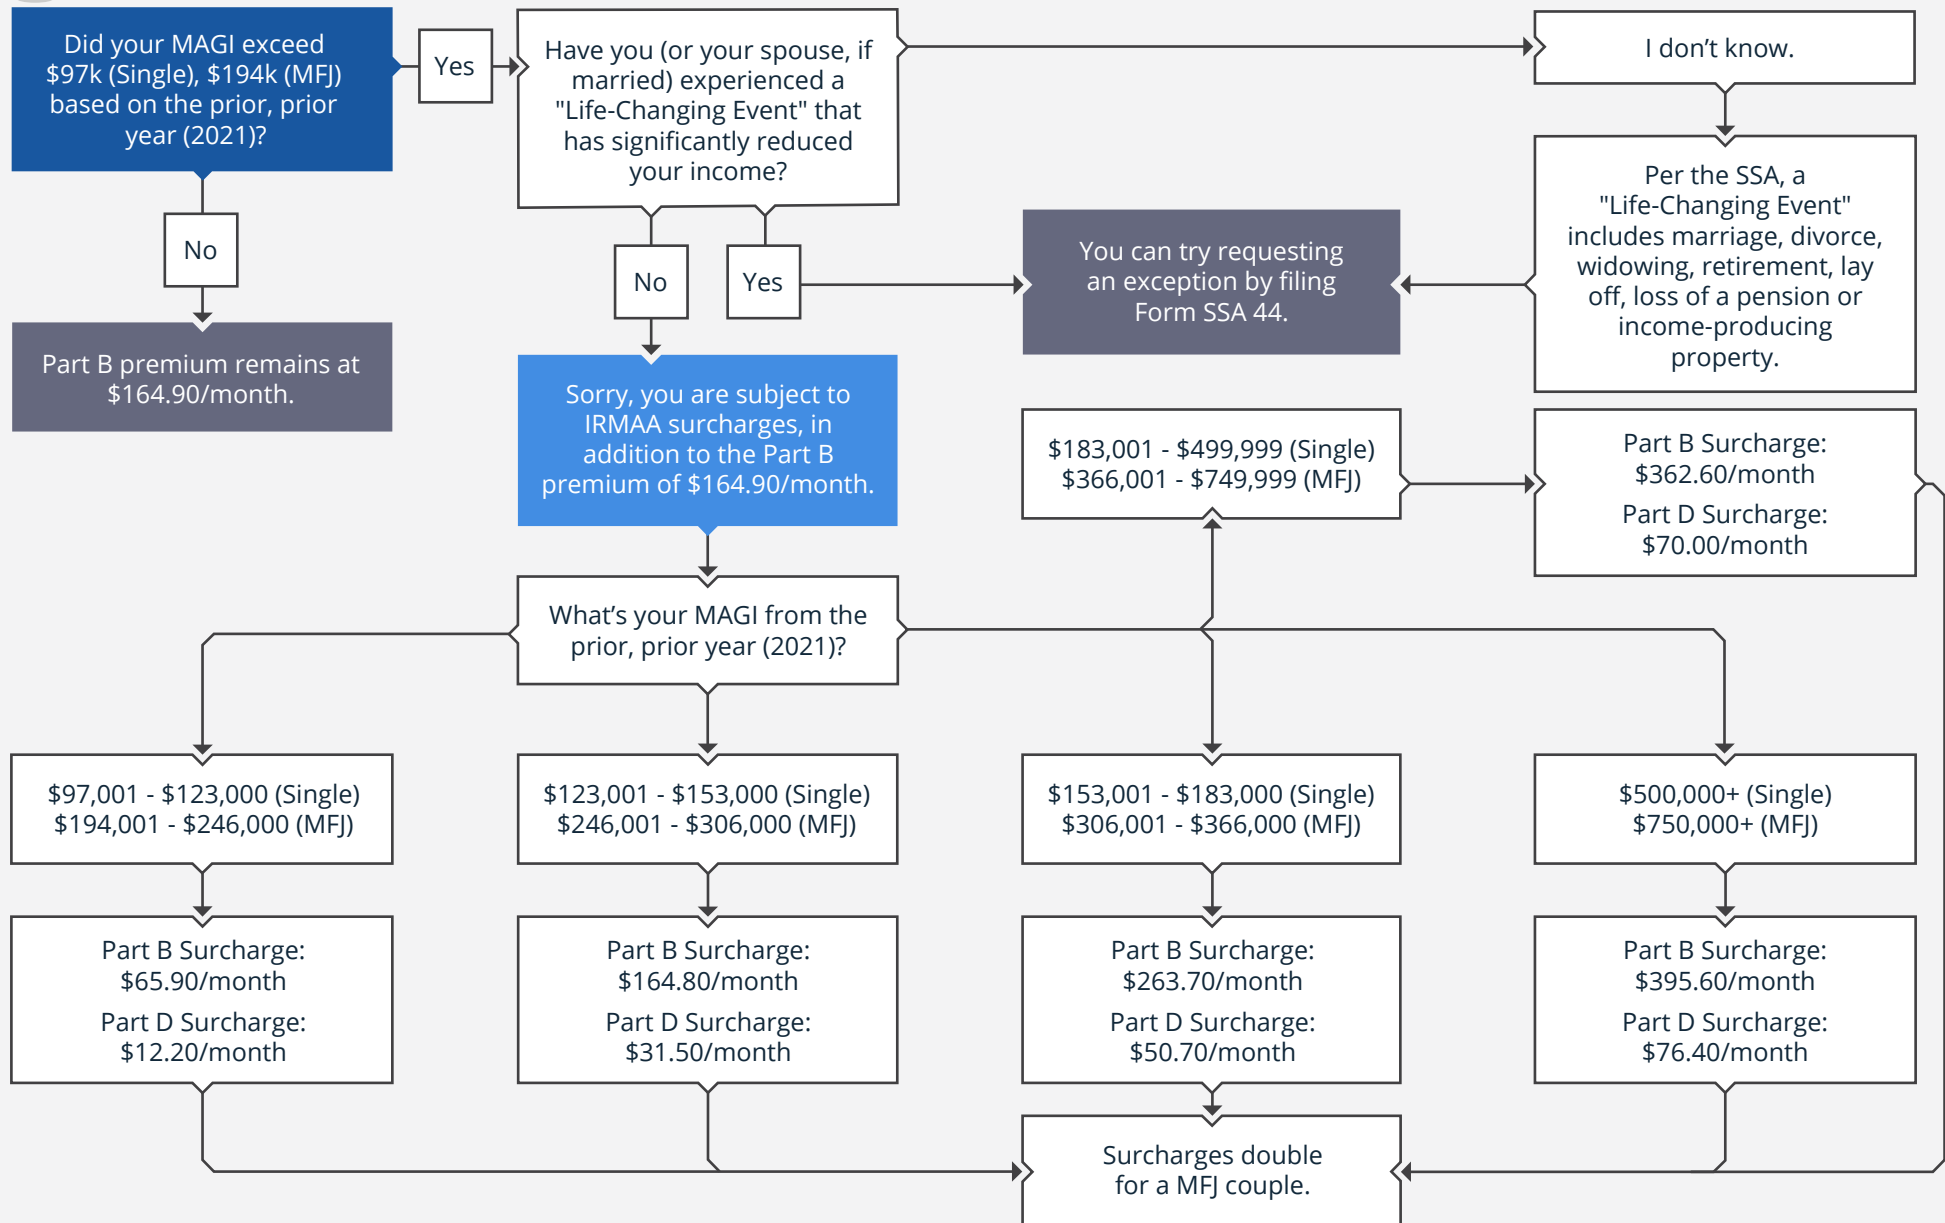 Did your MAGI exceed
$97k (Single), $194k (MFJ)
based on the prior, prior
year (2021)?
Yes
Have you (or your spouse, if
married) experienced a
"Life-Changing Event" that
has significantly reduced
your income?
I don’t know.
No
Part B premium remains at
$164.90/month.
No
Yes
You can try requesting
an exception by filing
Form SSA 44.
Per the SSA, a
"Life-Changing Event"
includes marriage, divorce,
widowing, retirement, lay
off, loss of a pension or
income-producing
property.
Sorry, you are subject to
IRMAA surcharges, in
addition to the Part B
premium of $164.90/month.
$183,001 - $499,999 (Single)
$366,001 - $749,999 (MFJ)
Part B Surcharge:
$362.60/month
Part D Surcharge:
$70.00/month
What’s your MAGI from the
prior, prior year (2021)?
$97,001 - $123,000 (Single)
$194,001 - $246,000 (MFJ)
$123,001 - $153,000 (Single)
$246,001 - $306,000 (MFJ)
$153,001 - $183,000 (Single)
$306,001 - $366,000 (MFJ)
$500,000+ (Single)
$750,000+ (MFJ)
Part B Surcharge:
$65.90/month
Part D Surcharge:
$12.20/month
Part B Surcharge:
$164.80/month
Part D Surcharge:
$31.50/month
Part B Surcharge:
$263.70/month
Part D Surcharge:
$50.70/month
Part B Surcharge:
$395.60/month
Part D Surcharge:
$76.40/month
Surcharges double
for a MFJ couple.